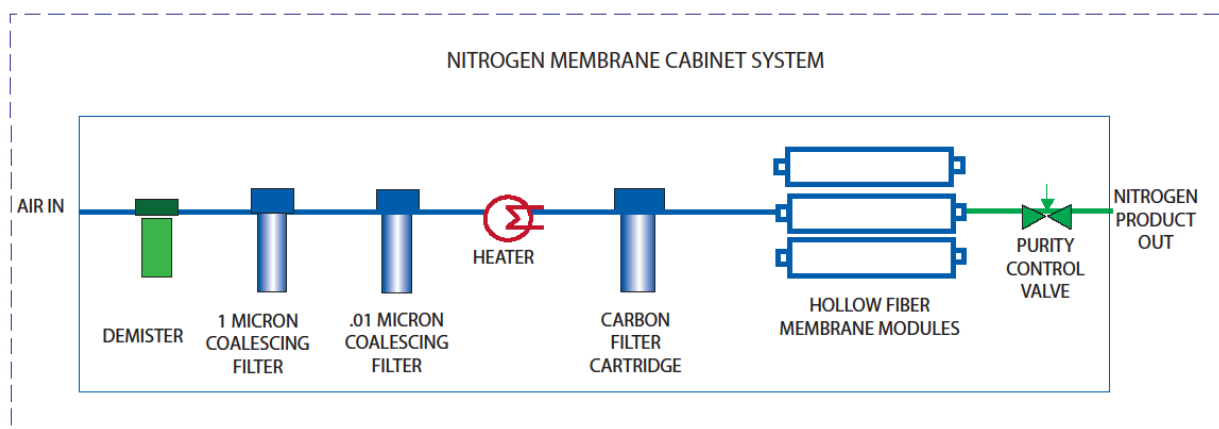 NITROGEN MEMBRANE CABINET SYSTEM
AIR IN
DEMISTER
1 MICRON
COALESCING
FILTER
.01 MICRON
COALESCING
FILTER
HEATER
CARBON
FILTER
CARTRIDGE
HOLLOW FIBER
MEMBRANE MODULES
PURITY
CONTROL
VALVE
NITROGEN
PRODUCT
OUT